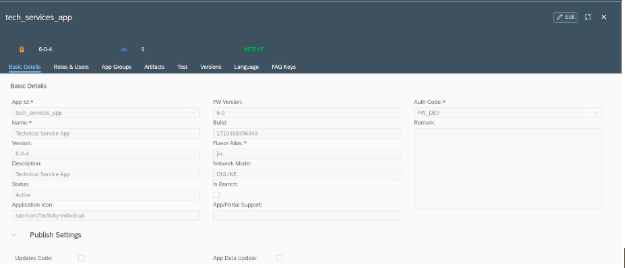 tech_services_app
Edit
6-0-4 1 ACTIVE
Basic Details Roles & Users App Groups Artifacts Test Versions Language FAQ Keys
Basic Details
App Id:* FW Version: Auth Code:*
tech_services_app 6-0 FW_DEV
Name:* Build: Remark:
Technical Service App 1710388356343
Version: Flavor Alias:*
6-0-4 jxs
Description: Network Mode:
Technical Service App ONLINE
Status: Is Branch:
Active
Application Icon: App/Portal Support:
sap-icon://activity-individual
Publish Settings
Updates Code: App Data Update: